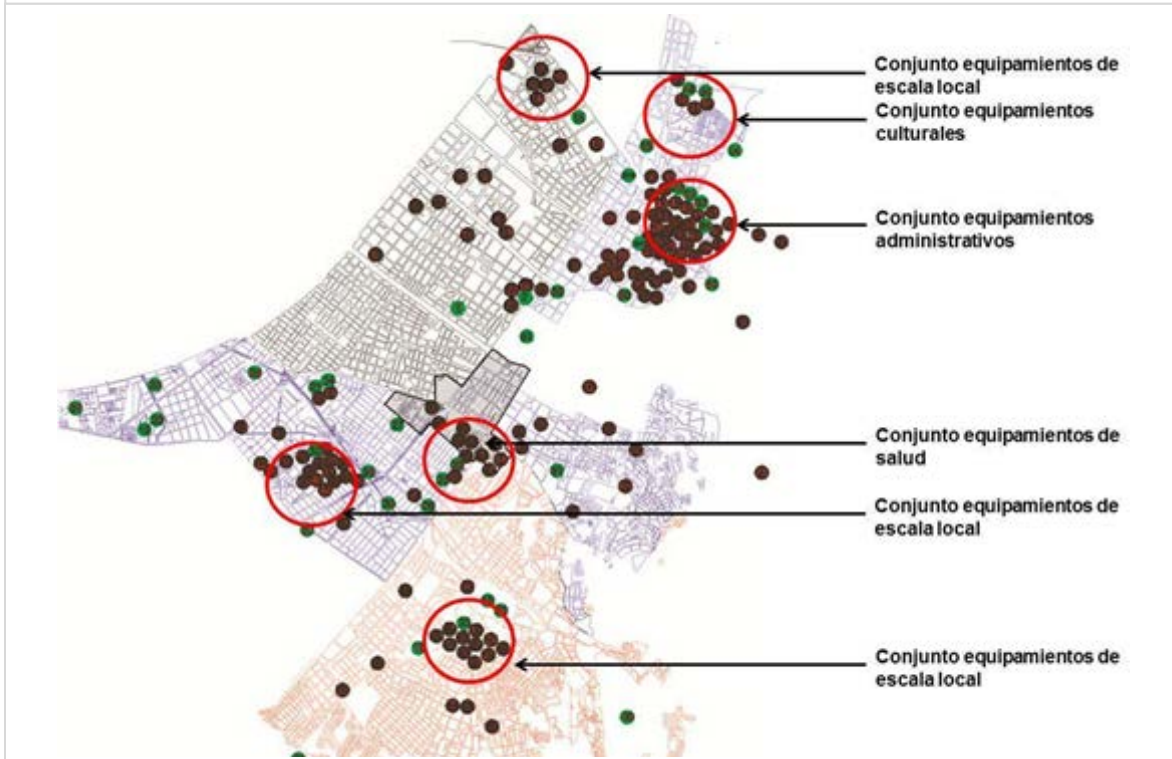 Conjunto equipamientos de
escala local
Conjunto equipamientos
culturales
Conjunto equipamientos
administrativos
Conjunto equipamientos de
salud
Conjunto equipamientos de
escala local
Conjunto equipamientos de
escala local